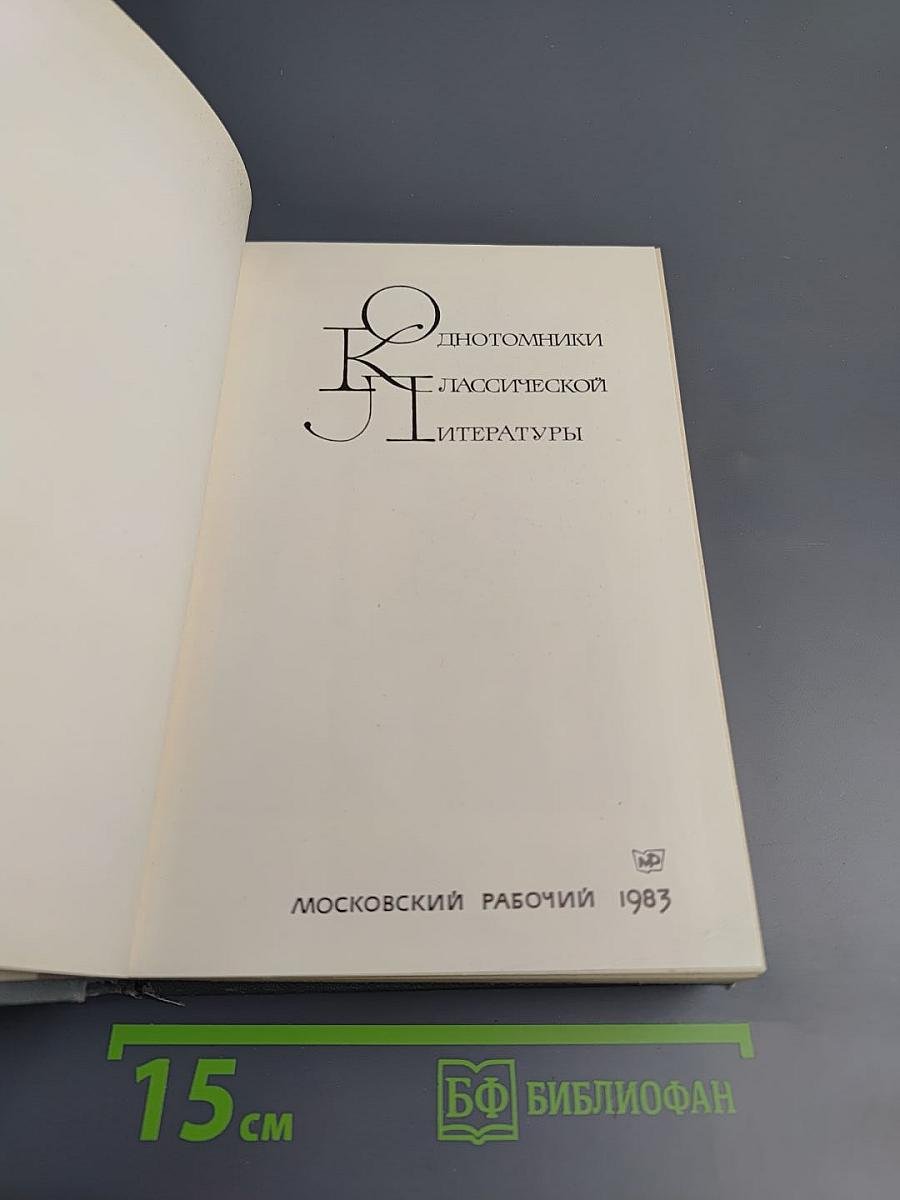 ОДНОТОМНИКИ
КЛАССИЧЕСКОЙ
ЛИТЕРАТУРЫ
МР
МОСКОВСКИЙ РАБОЧИЙ 1983
15 СМ
БФ БИБЛИОФАН